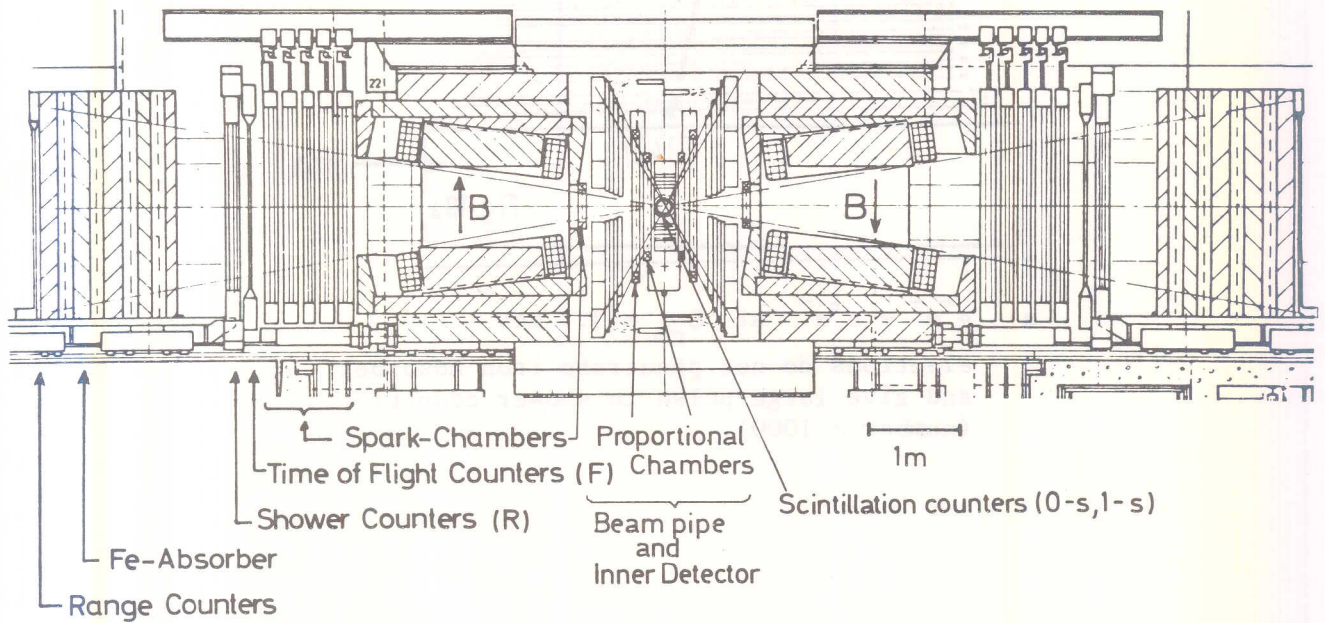 22
B
B
Spark-Chambers
Proportional
Chambers
1m
Time of Flight Counters (F)
Scintillation counters (0-s, 1-s)
Shower Counters (R)
Beam pipe
and
Inner Detector
Fe-Absorber
Range Counters